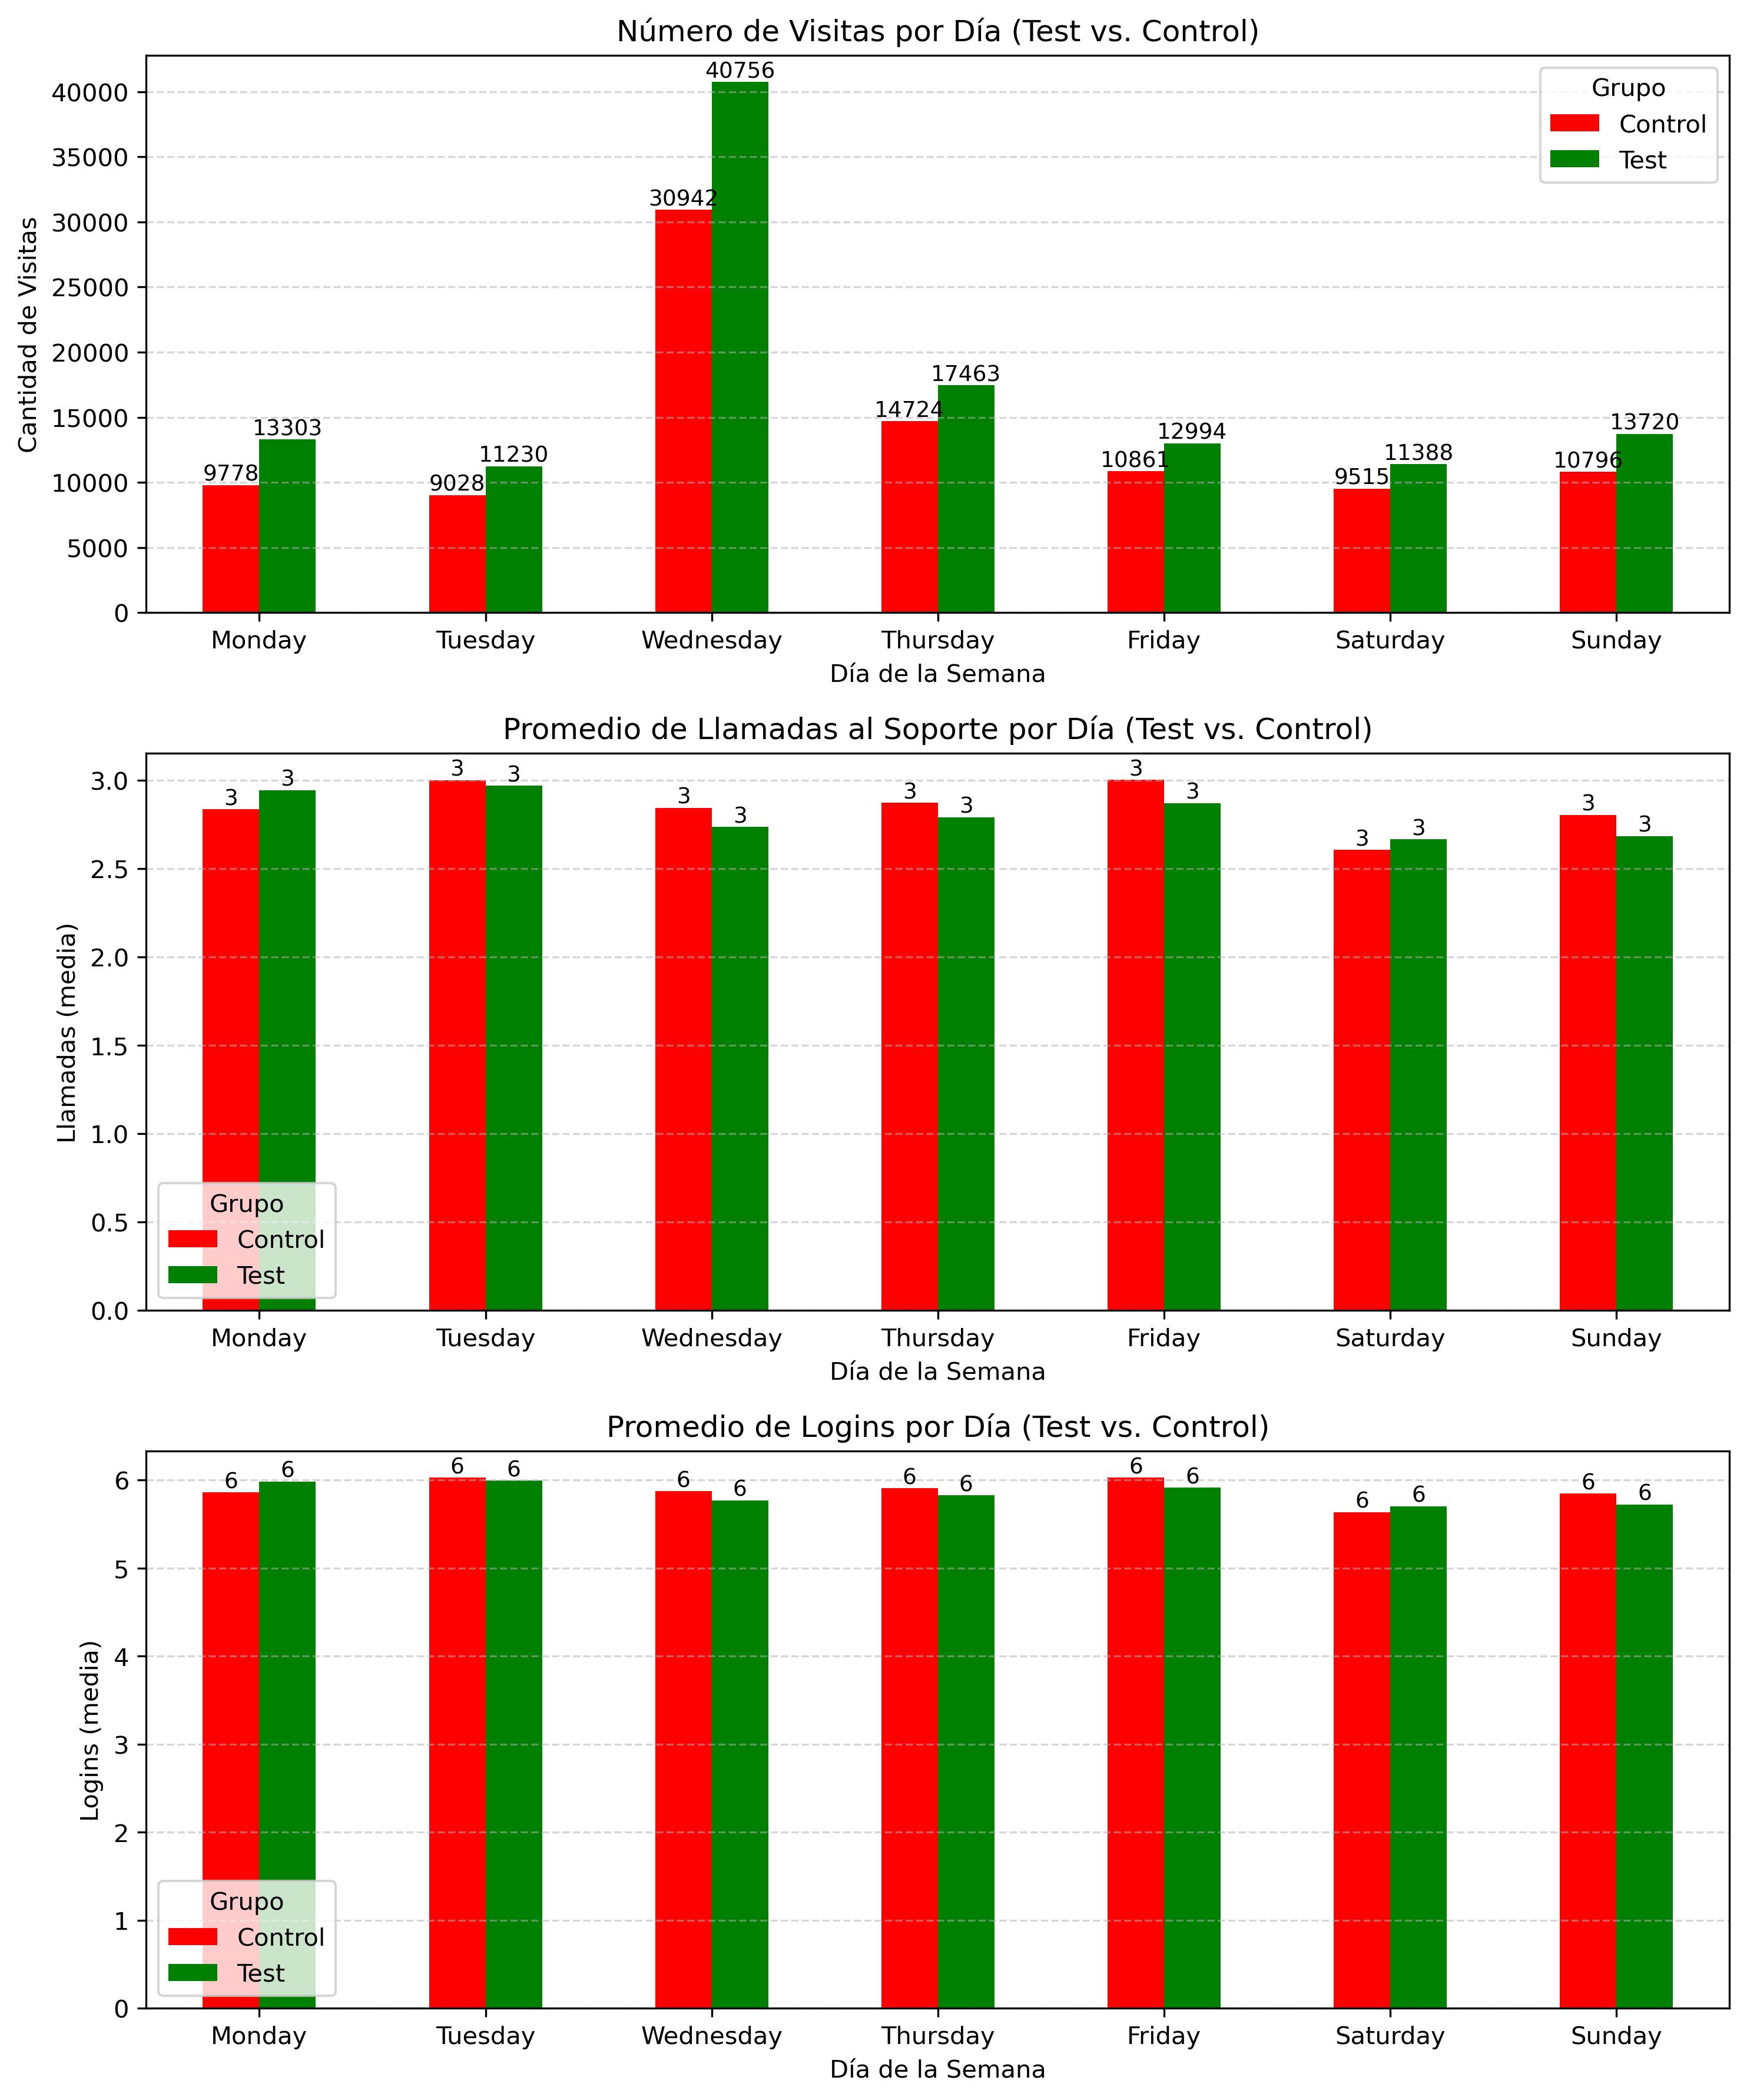 Número de Visitas por Día (Test vs. Control)
Cantidad de Visitas
40000
35000
30000
25000
20000
15000
10000
5000
0
Grupo
Control
Test
9778
13303
9028
11230
30942
40756
14724
17463
10861
12994
9515
11388
10796
13720
Monday
Tuesday
Wednesday
Thursday
Friday
Saturday
Sunday
Día de la Semana
Promedio de Llamadas al Soporte por Día (Test vs. Control)
Llamadas (media)
3.0
2.5
2.0
1.5
1.0
0.5
0.0
3
3
3
3
3
3
3
3
3
3
3
3
3
3
Grupo
Control
Test
Monday
Tuesday
Wednesday
Thursday
Friday
Saturday
Sunday
Día de la Semana
Promedio de Logins por Día (Test vs. Control)
Logins (media)
6
5
4
3
2
1
0
6
6
6
6
6
6
6
6
6
6
6
6
6
6
Grupo
Control
Test
Monday
Tuesday
Wednesday
Thursday
Friday
Saturday
Sunday
Día de la Semana